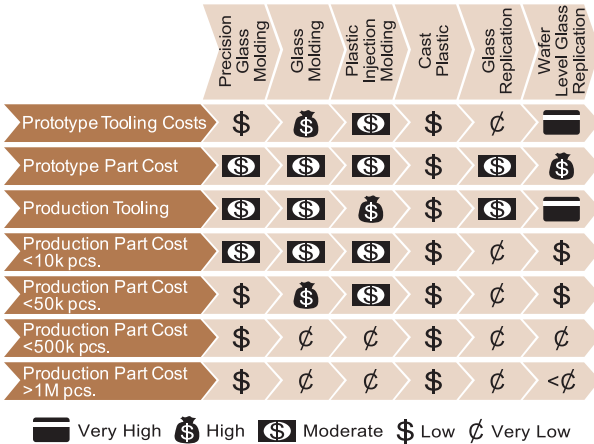 Precision
Glass
Molding
Glass
Molding
Plastic
Injection
Molding
Cast
Plastic
Glass
Replication
Wafer
Level Glass
Replication
Prototype Tooling Costs $ $ $ $ ₵
Prototype Part Cost $ $ $ $ $ $
Production Tooling $ $ $ $ $
Production Part Cost
<10k pcs. $ $ $ $ ₵ $
Production Part Cost
<50k pcs. $ $ $ $ ₵ $
Production Part Cost
<500k pcs. $ ₵ ₵ $ ₵ ₵
Production Part Cost
>1M pcs. $ ₵ ₵ $ ₵ <₵
Very High $ High $ Moderate $ Low ₵ Very Low